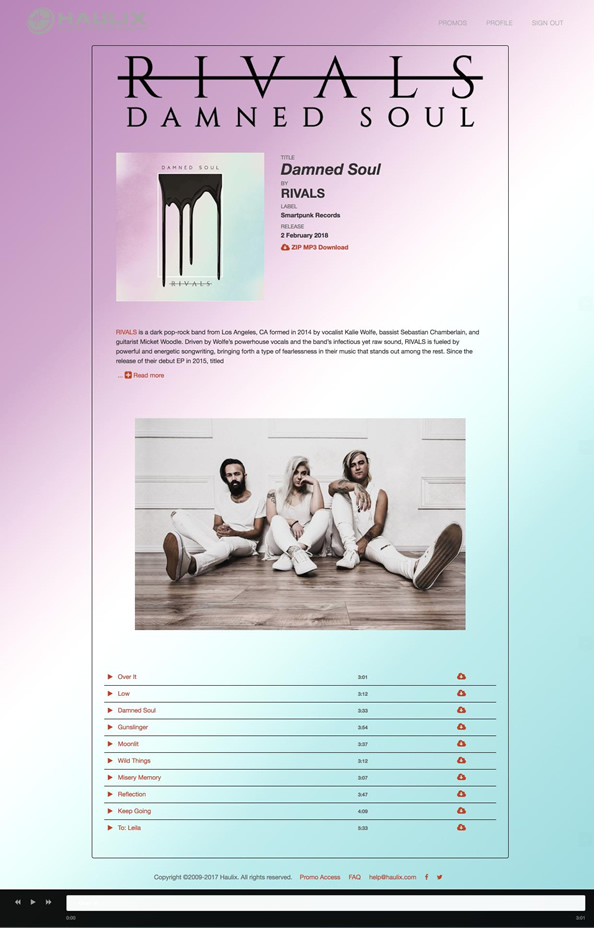 HAULIX
PROMOS PROFILE SIGN OUT
RIVALS
DAMNED SOUL
DAMNED SOUL
RIVALS
TITLE
Damned Soul
BY
RIVALS
LABEL
Smartpunk Records
RELEASE
2 February 2018
ZIP MP3 Download
RIVALS is a dark pop-rock band from Los Angeles, CA formed in 2014 by vocalist Kalie Wolfe, bassist Sebastian Chamberlain, and
guitarist Micket Woodle. Driven by Wolfe's powerhouse vocals and the band's infectious yet raw sound, RIVALS is fueled by
powerful and energetic songwriting, bringing forth a type of fearlessness in their music that stands out among the rest. Since the
release of their debut EP in 2015, titled
... Read more
Over It 3:01
Low 3:12
Damned Soul 3:33
Gunslinger 3:54
Moonlit 3:37
Wild Things 3:12
Misery Memory 3:07
Reflection 3:47
Keep Going 4:09
To: Leila 5:33
Copyright ©2009-2017 Haulix. All rights reserved. Promo Access FAQ help@haulix.com
0:00 3:01